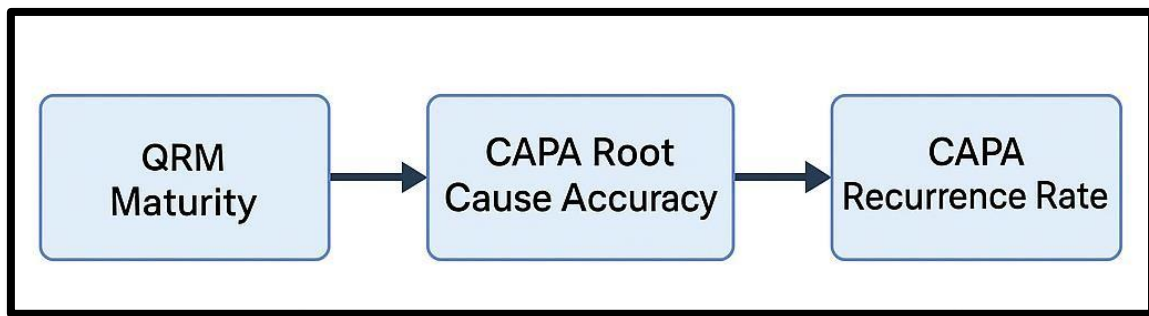 QRM
Maturity
CAPA Root
Cause Accuracy
CAPA
Recurrence Rate